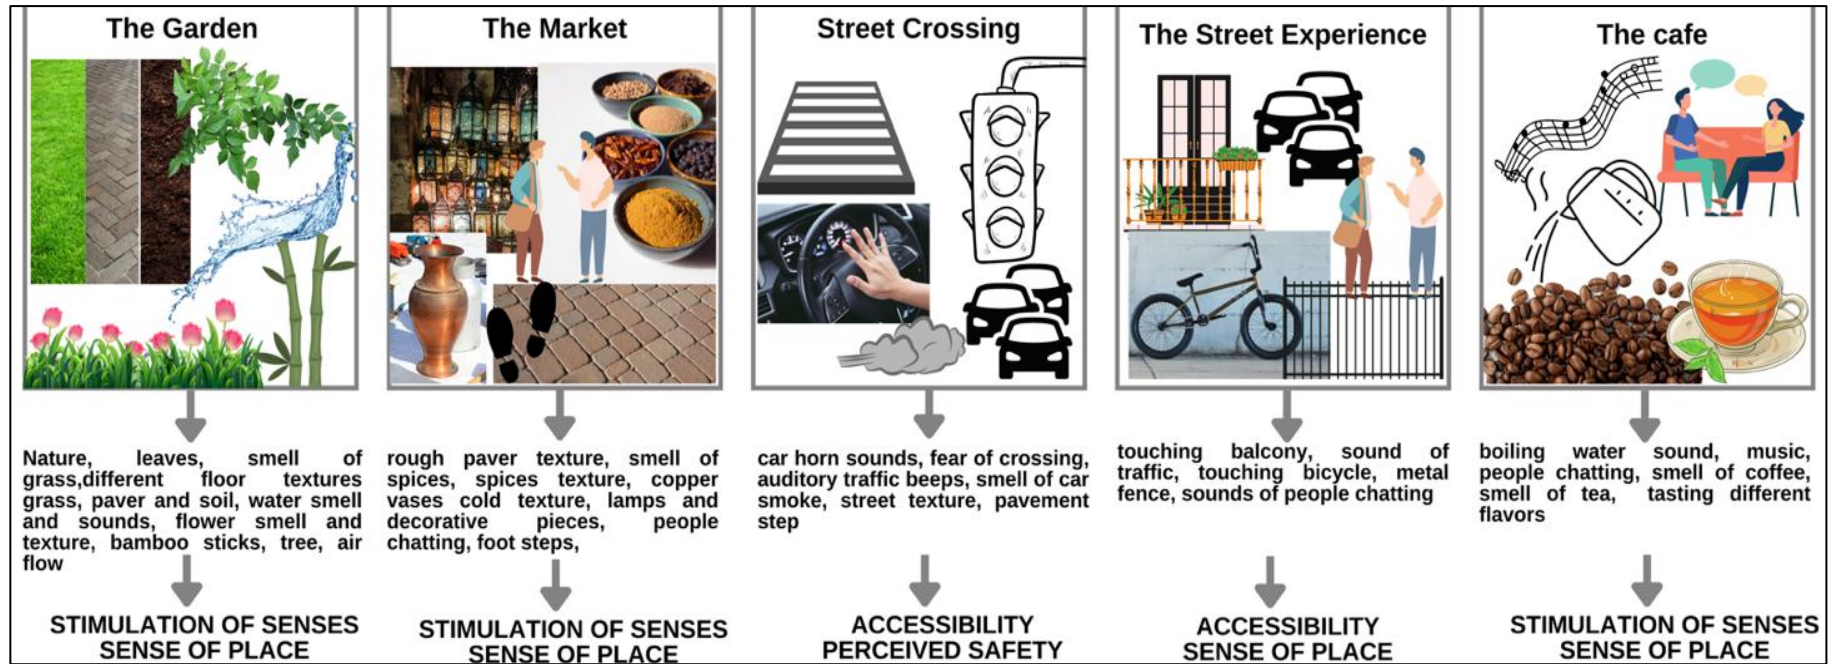 The Garden
Nature, leaves, smell of
grass,different floor textures
grass, paver and soil, water smell
and sounds, flower smell and
texture, bamboo sticks, tree, air
flow
STIMULATION OF SENSES
SENSE OF PLACE
The Market
rough paver texture, smell of
spices, spices texture, copper
vases cold texture, lamps and
decorative pieces, people
chatting, foot steps,
STIMULATION OF SENSES
SENSE OF PLACE
Street Crossing
car horn sounds, fear of crossing,
auditory traffic beeps, smell of car
smoke, street texture, pavement
step
ACCESSIBILITY
PERCEIVED SAFETY
The Street Experience
touching balcony, sound of
traffic, touching bicycle, metal
fence, sounds of people chatting
ACCESSIBILITY
SENSE OF PLACE
The cafe
boiling water sound, music,
people chatting, smell of coffee,
smell of tea, tasting different
flavors
STIMULATION OF SENSES
SENSE OF PLACE